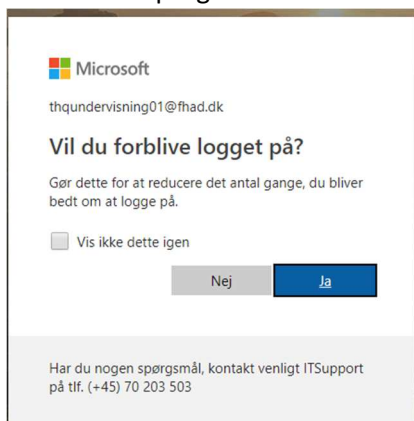 Microsoft
thqundervisning01@fhad.dk
Vil du forblive logget på?
Gør dette for at reducere det antal gange, du bliver
bedt om at logge på.
Vis ikke dette igen
Nej
Ja
Har du nogen spørgsmål, kontakt venligt ITSupport
på tlf. (+45) 70 203 503